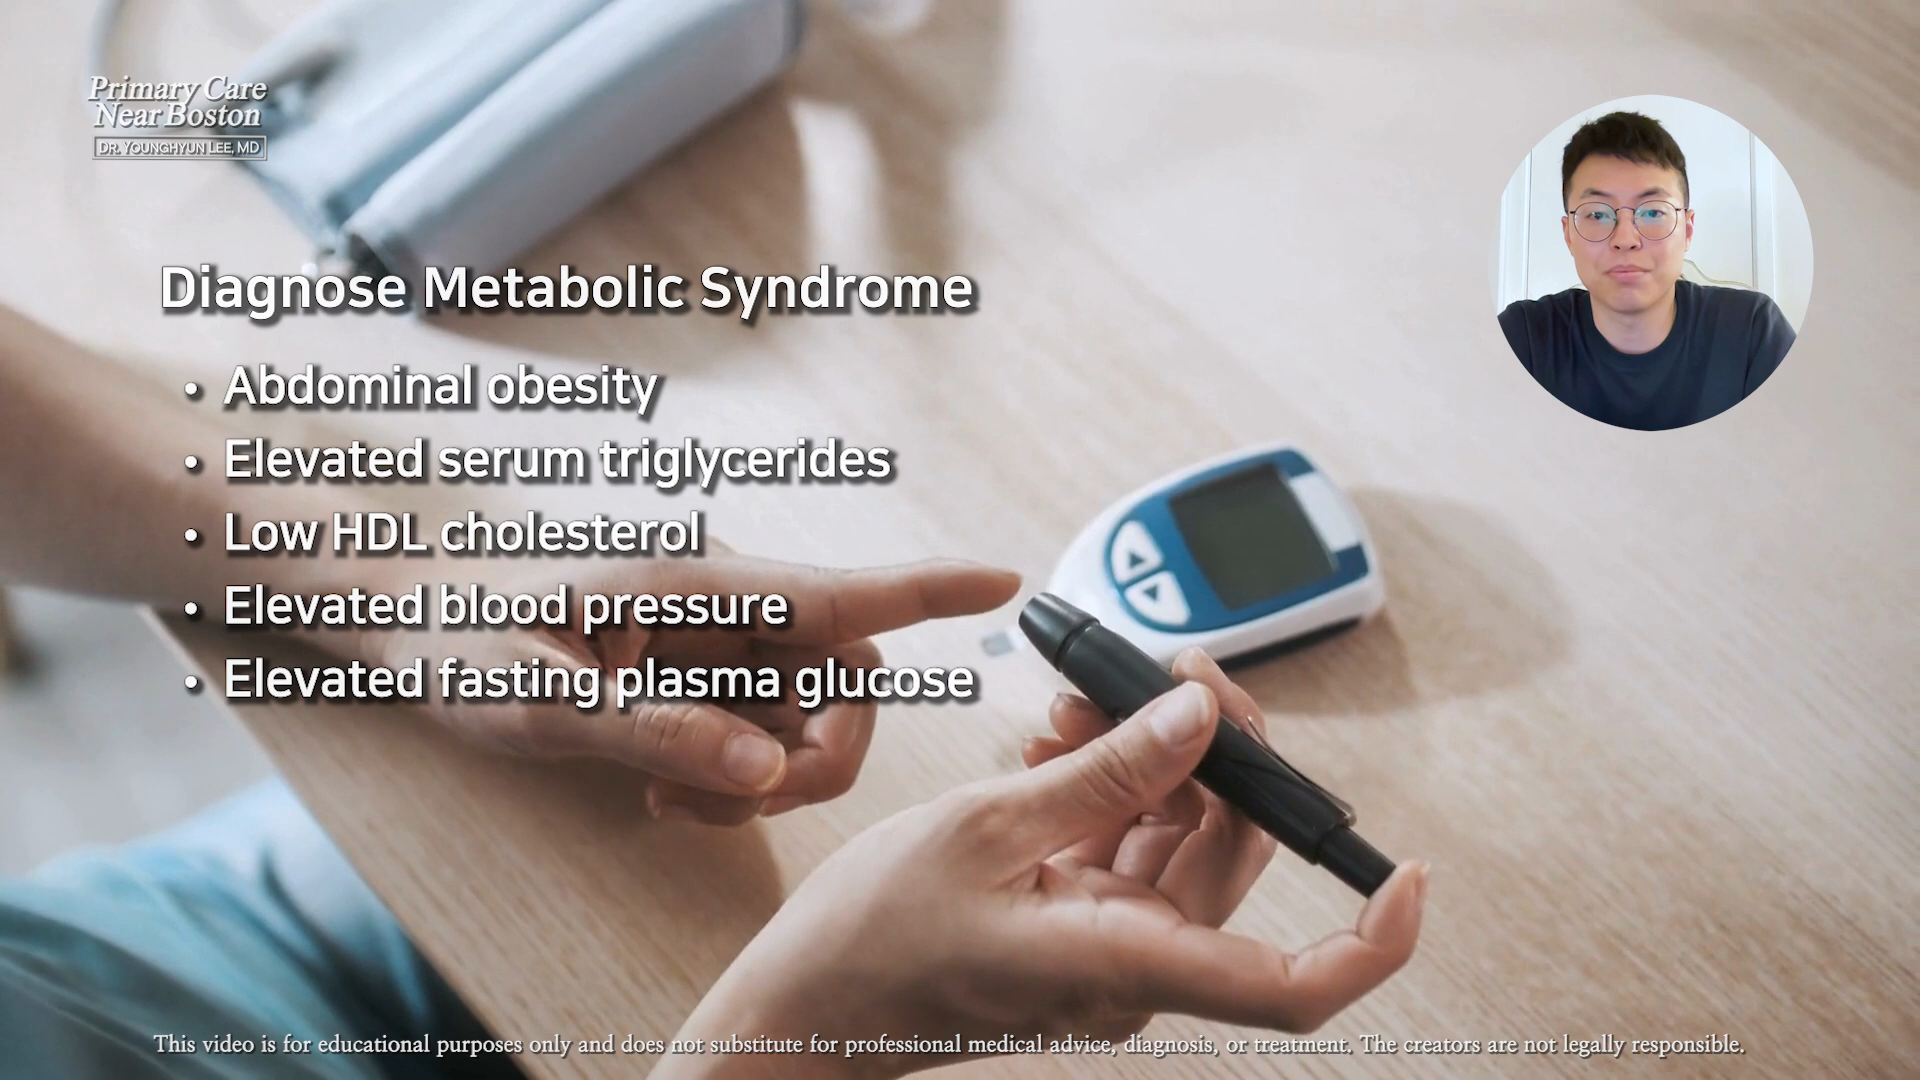 Primary Care
Near Boston
DR. YOUNGHYUN LEE, MD
Diagnose Metabolic Syndrome
• Abdominal obesity
• Elevated serum triglycerides
• Low HDL cholesterol
• Elevated blood pressure
• Elevated fasting plasma glucose
This video is for educational purposes only and does not substitute for professional medical advice, diagnosis, or treatment. The creators are not legally responsible.